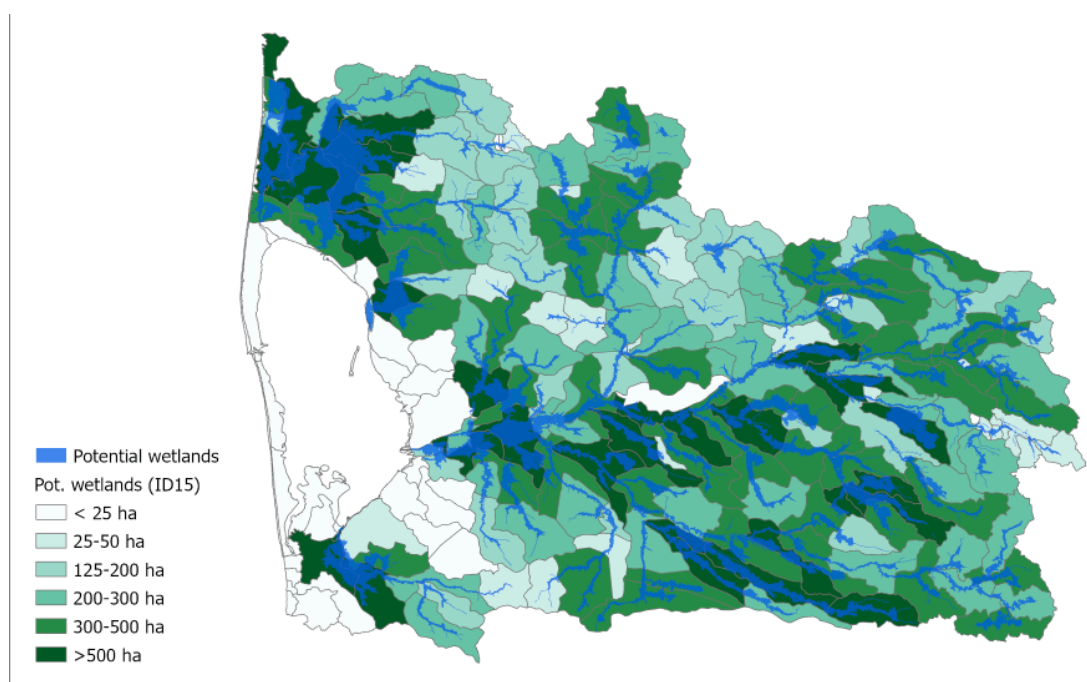 Potential wetlands
Pot. wetlands (ID15)
< 25 ha
25-50 ha
125-200 ha
200-300 ha
300-500 ha
>500 ha